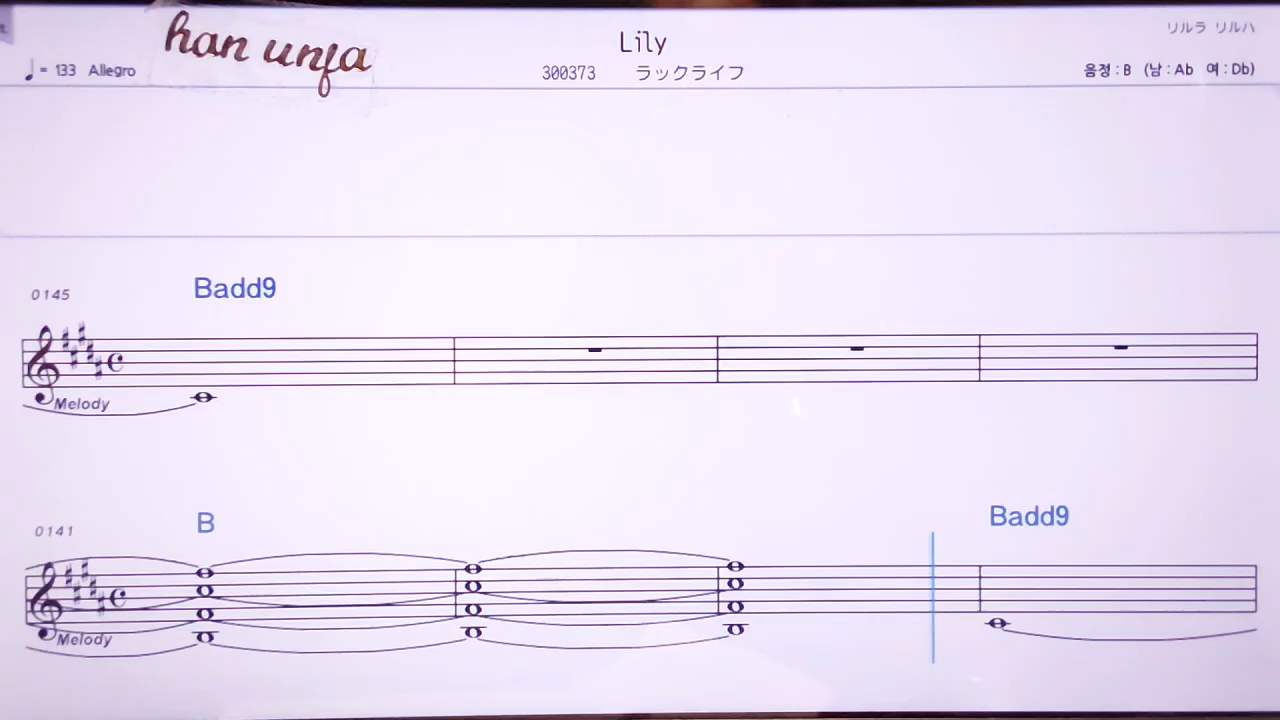 han unja
Lily
リルラ リルハ
♩= 133 Allegro
300373 ラックライフ
음정 : B (남 : Ab 여 : Db)
0145
Badd9
Melody
0141
B
Badd9
Melody